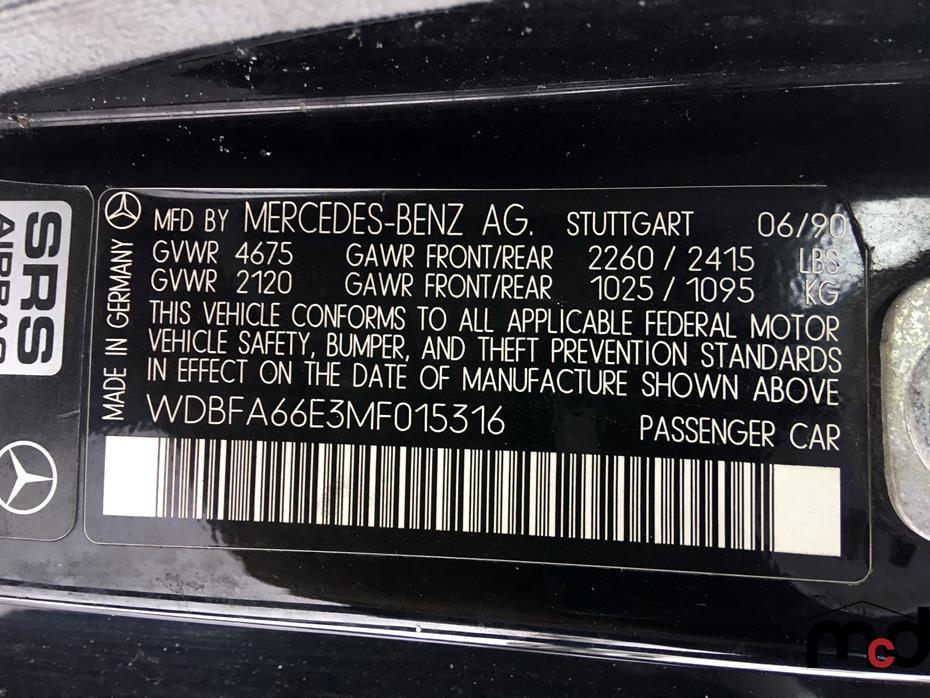 MFD BY MERCEDES-BENZ AG. STUTTGART 06/90
GVWR 4675 GAWR FRONT/REAR 2260 / 2415 LBS
GVWR 2120 GAWR FRONT/REAR 1025 / 1095 KG
THIS VEHICLE CONFORMS TO ALL APPLICABLE FEDERAL MOTOR
VEHICLE SAFETY, BUMPER, AND THEFT PREVENTION STANDARDS
IN EFFECT ON THE DATE OF MANUFACTURE SHOWN ABOVE
WDBFA66E3MF015316 PASSENGER CAR
MADE IN GERMANY
SRS
mcd